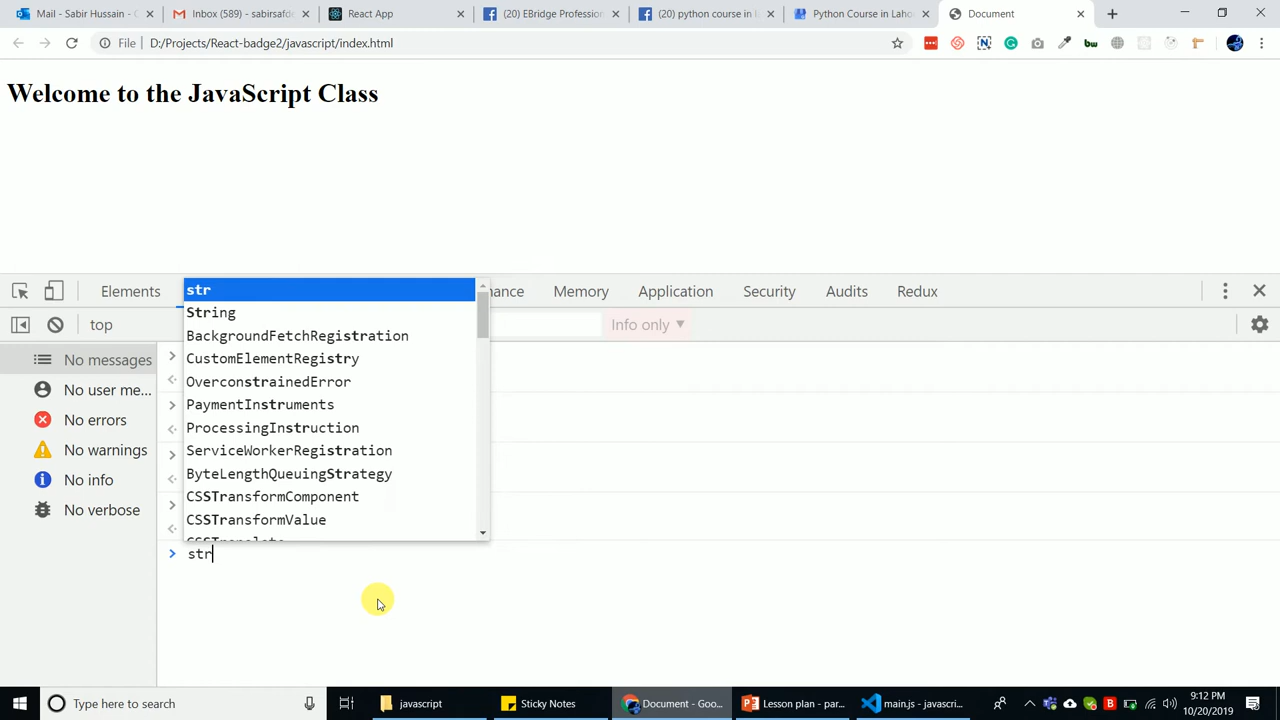 Mail - Sabir Hussain - O
Inbox (589) - sabirsafde
React App
(20) EBridge Profession
(20) python course in l
Python Course in Laho
Document
File
D:/Projects/React-badge2/javascript/index.html
Welcome to the JavaScript Class
Elements
nance
Memory
Application
Security
Audits
Redux
top
Info only ▼
No messages
No user me...
No errors
No warnings
No info
No verbose
str
String
BackgroundFetchRegistration
CustomElementRegistry
OverconstrainedError
PaymentInstruments
ProcessingInstruction
ServiceWorkerRegistration
ByteLengthQueuingStrategy
CSSTransformComponent
CSSTransformValue
str
Type here to search
javascript
Sticky Notes
Document - Goo...
Lesson plan - par...
main.js - javascri...
9:12 PM
10/20/2019